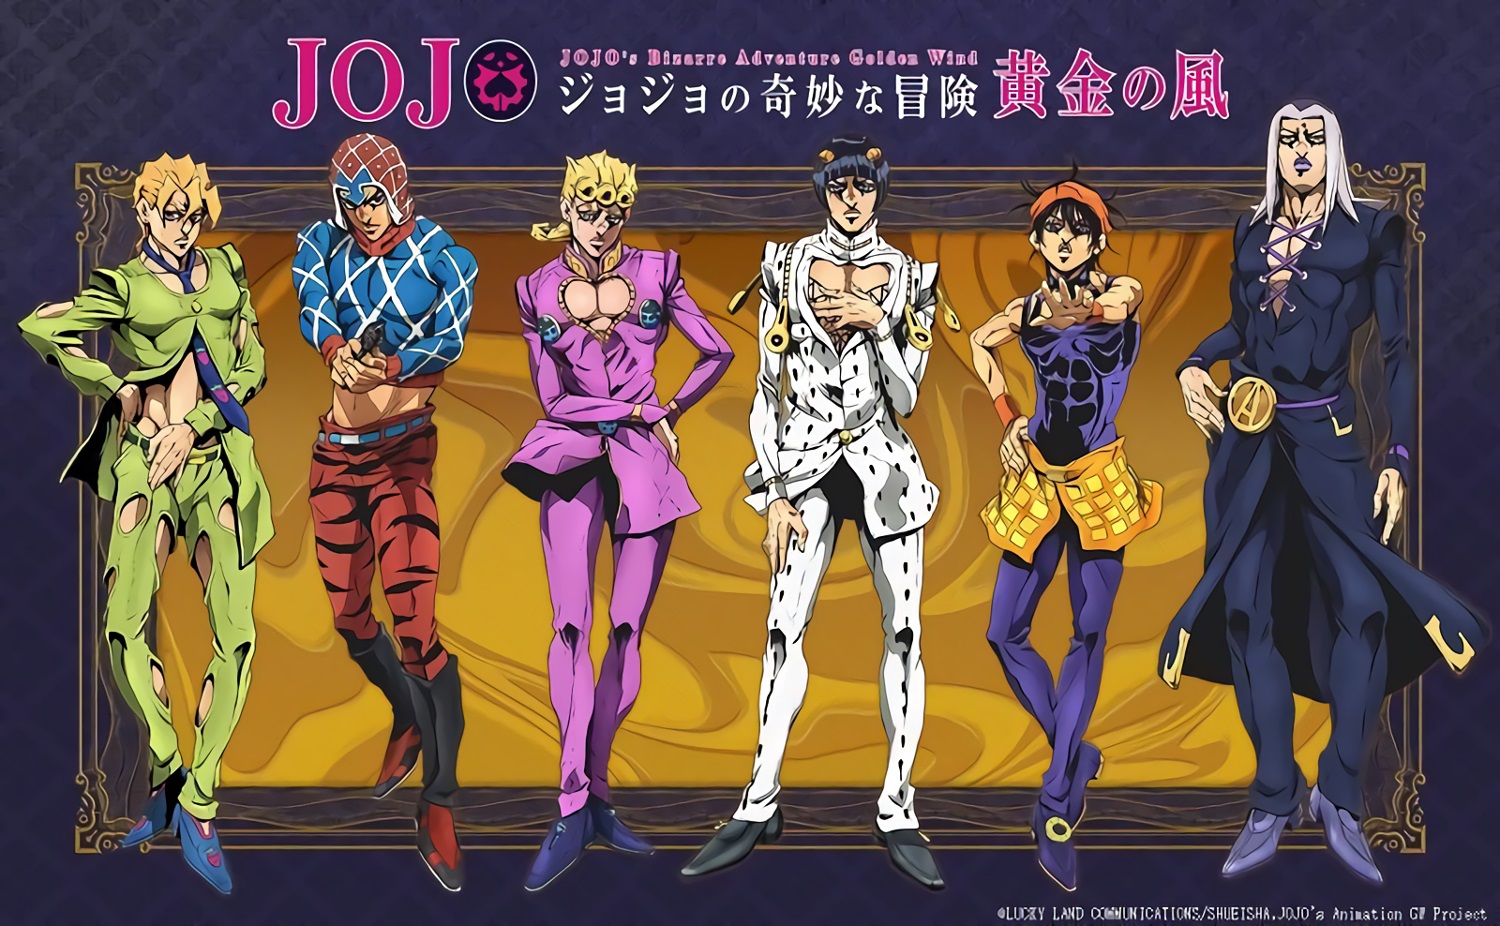 JOJO
JOJO's Bizarre Adventure Golden Wind
ジョジョの奇妙な冒険 黄金の風
A
©LUCKY LAND COMMUNICATIONS/SHUEISHA,JOJO's Animation GW Project